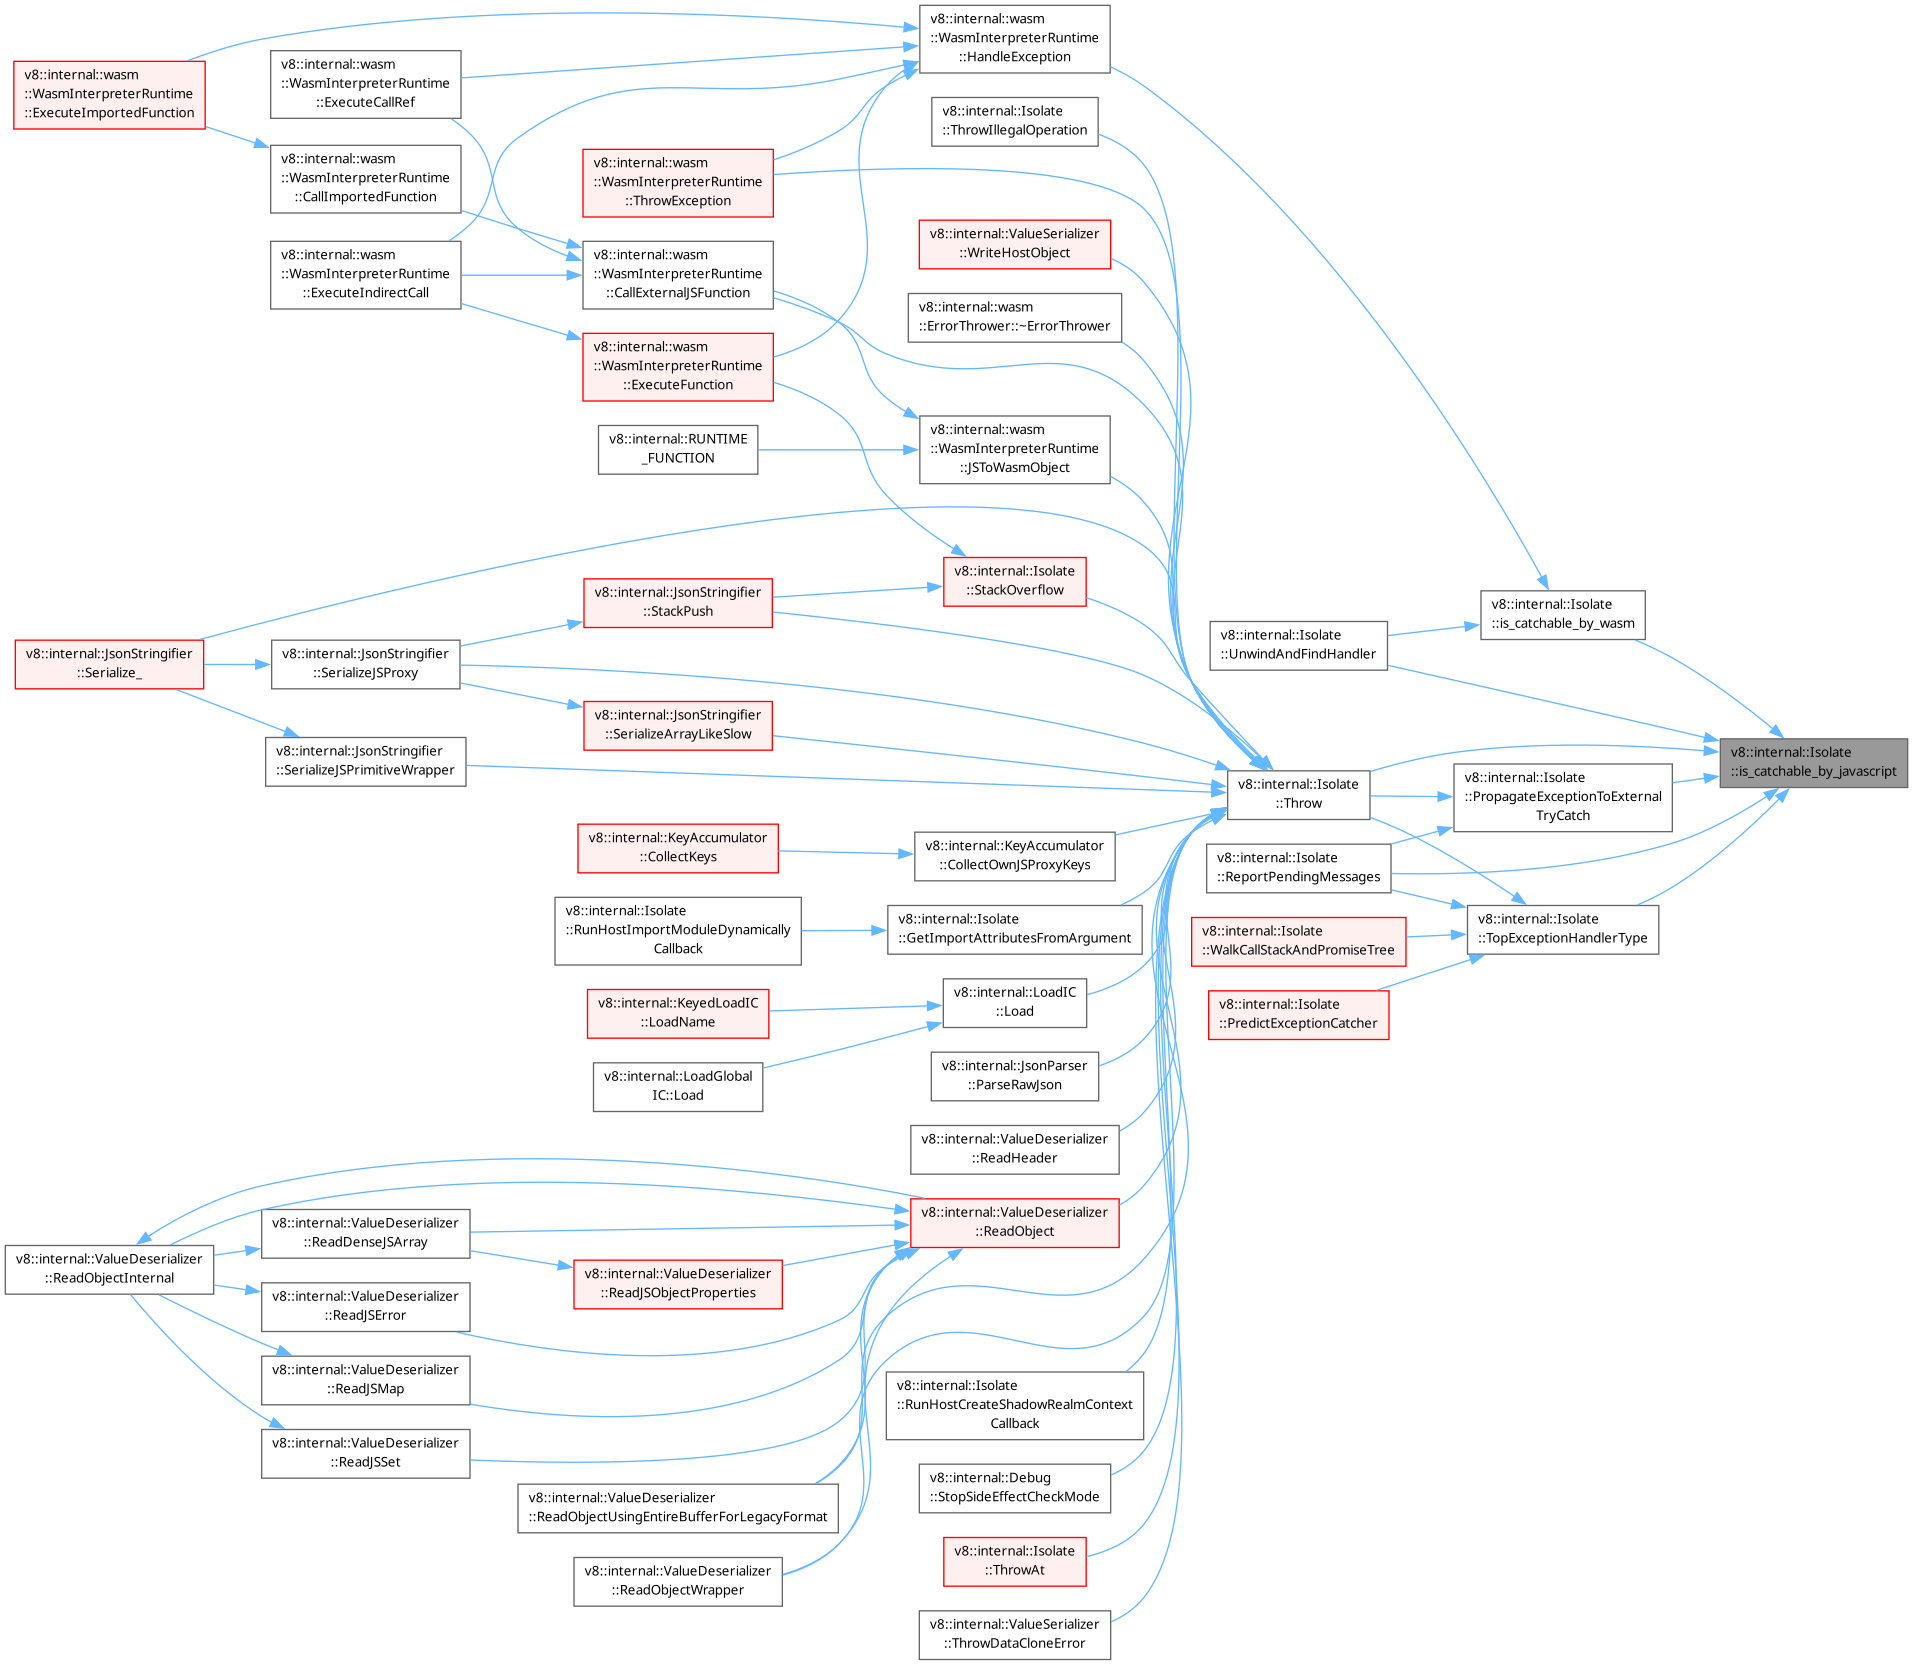 v8::internal::wasm
::WasmInterpreterRuntime
::HandleException
v8::internal::wasm
::WasmInterpreterRuntime
::ExecuteImportedFunction
v8::internal::wasm
::WasmInterpreterRuntime
::ExecuteCallRef
v8::internal::Isolate
::ThrowIllegalOperation
v8::internal::wasm
::WasmInterpreterRuntime
::CallImportedFunction
v8::internal::wasm
::WasmInterpreterRuntime
::ThrowException
v8::internal::ValueSerializer
::WriteHostObject
v8::internal::wasm
::WasmInterpreterRuntime
::ExecuteIndirectCall
v8::internal::wasm
::WasmInterpreterRuntime
::CallExternalJSFunction
v8::internal::wasm
::ErrorThrower::~ErrorThrower
v8::internal::wasm
::WasmInterpreterRuntime
::ExecuteFunction
v8::internal::RUNTIME
_FUNCTION
v8::internal::wasm
::WasmInterpreterRuntime
::JSToWasmObject
v8::internal::Isolate
::StackOverflow
v8::internal::JsonStringifier
::StackPush
v8::internal::Isolate
::is_catchable_by_wasm
v8::internal::Isolate
::UnwindAndFindHandler
v8::internal::JsonStringifier
::Serialize_
v8::internal::JsonStringifier
::SerializeJSProxy
v8::internal::JsonStringifier
::SerializeArrayLikeSlow
v8::internal::JsonStringifier
::SerializeJSPrimitiveWrapper
v8::internal::Isolate
::is_catchable_by_javascript
v8::internal::Isolate
::Throw
v8::internal::Isolate
::PropagateExceptionToExternal
TryCatch
v8::internal::KeyAccumulator
::CollectKeys
v8::internal::KeyAccumulator
::CollectOwnJSProxyKeys
v8::internal::Isolate
::ReportPendingMessages
v8::internal::Isolate
::RunHostImportModuleDynamically
Callback
v8::internal::Isolate
::GetImportAttributesFromArgument
v8::internal::Isolate
::WalkCallStackAndPromiseTree
v8::internal::Isolate
::TopExceptionHandlerType
v8::internal::KeyedLoadIC
::LoadName
v8::internal::LoadIC
::Load
v8::internal::Isolate
::PredictExceptionCatcher
v8::internal::LoadGlobal
IC::Load
v8::internal::JsonParser
::ParseRawJson
v8::internal::ValueDeserializer
::ReadHeader
v8::internal::ValueDeserializer
::ReadObject
v8::internal::ValueDeserializer
::ReadDenseJSArray
v8::internal::ValueDeserializer
::ReadObjectInternal
v8::internal::ValueDeserializer
::ReadJSObjectProperties
v8::internal::ValueDeserializer
::ReadJSError
v8::internal::ValueDeserializer
::ReadJSMap
v8::internal::Isolate
::RunHostCreateShadowRealmContext
Callback
v8::internal::ValueDeserializer
::ReadJSSet
v8::internal::Debug
::StopSideEffectCheckMode
v8::internal::ValueDeserializer
::ReadObjectUsingEntireBufferForLegacyFormat
v8::internal::Isolate
::ThrowAt
v8::internal::ValueDeserializer
::ReadObjectWrapper
v8::internal::ValueSerializer
::ThrowDataCloneError